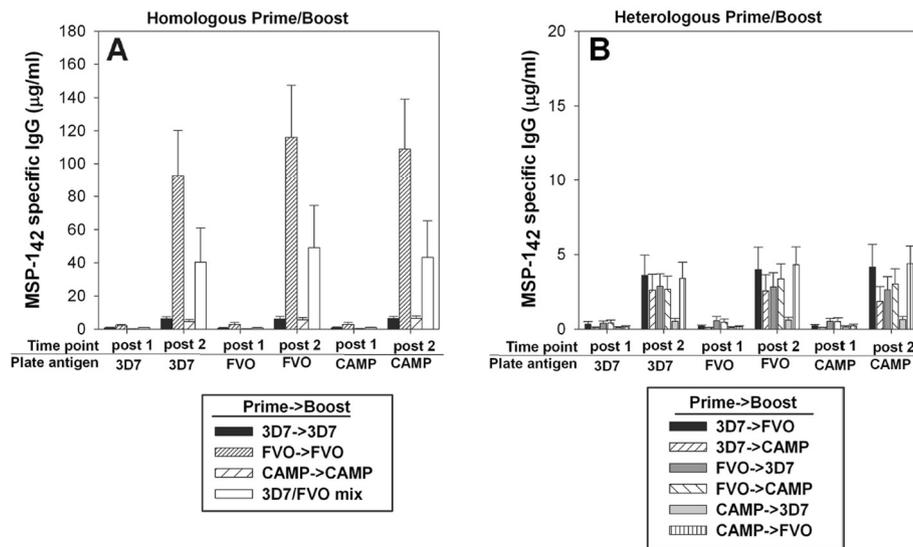 Homologous Prime/Boost
A
MSP-142 specific IgG (μg/ml)
180
160
140
120
100
80
60
40
20
0
Time point post 1 post 2 post 1 post 2 post 1 post 2
Plate antigen 3D7 3D7 FVO FVO CAMP CAMP
Prime->Boost
3D7->3D7
FVO->FVO
CAMP->CAMP
3D7/FVO mix
Heterologous Prime/Boost
B
MSP-142 specific IgG (μg/ml)
20
15
10
5
0
Time point post 1 post 2 post 1 post 2 post 1 post 2
Plate antigen 3D7 3D7 FVO FVO CAMP CAMP
Prime->Boost
3D7->FVO
3D7->CAMP
FVO->3D7
FVO->CAMP
CAMP->3D7
CAMP->FVO